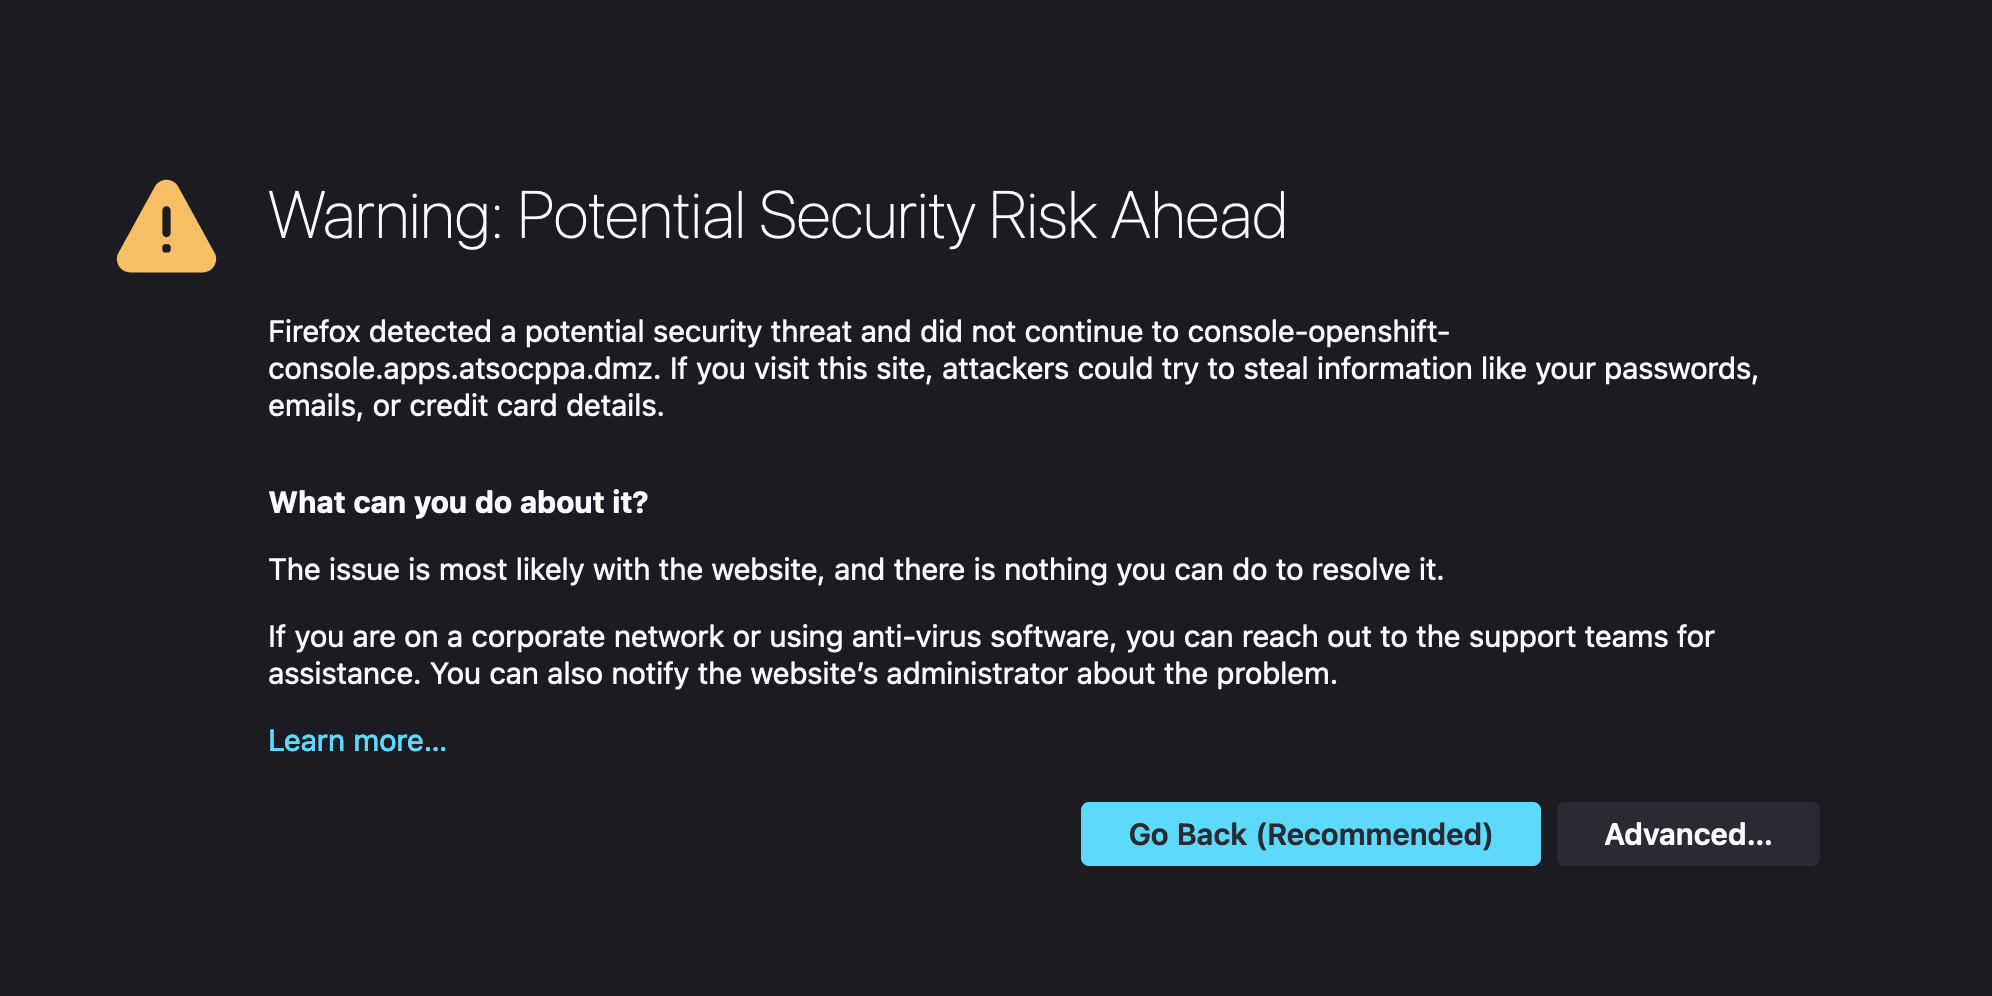 Warning: Potential Security Risk Ahead
Firefox detected a potential security threat and did not continue to console-openshift-
console.apps.atsocppa.dmz. If you visit this site, attackers could try to steal information like your passwords,
emails, or credit card details.
What can you do about it?
The issue is most likely with the website, and there is nothing you can do to resolve it.
If you are on a corporate network or using anti-virus software, you can reach out to the support teams for
assistance. You can also notify the website’s administrator about the problem.
Learn more…
Go Back (Recommended)
Advanced...